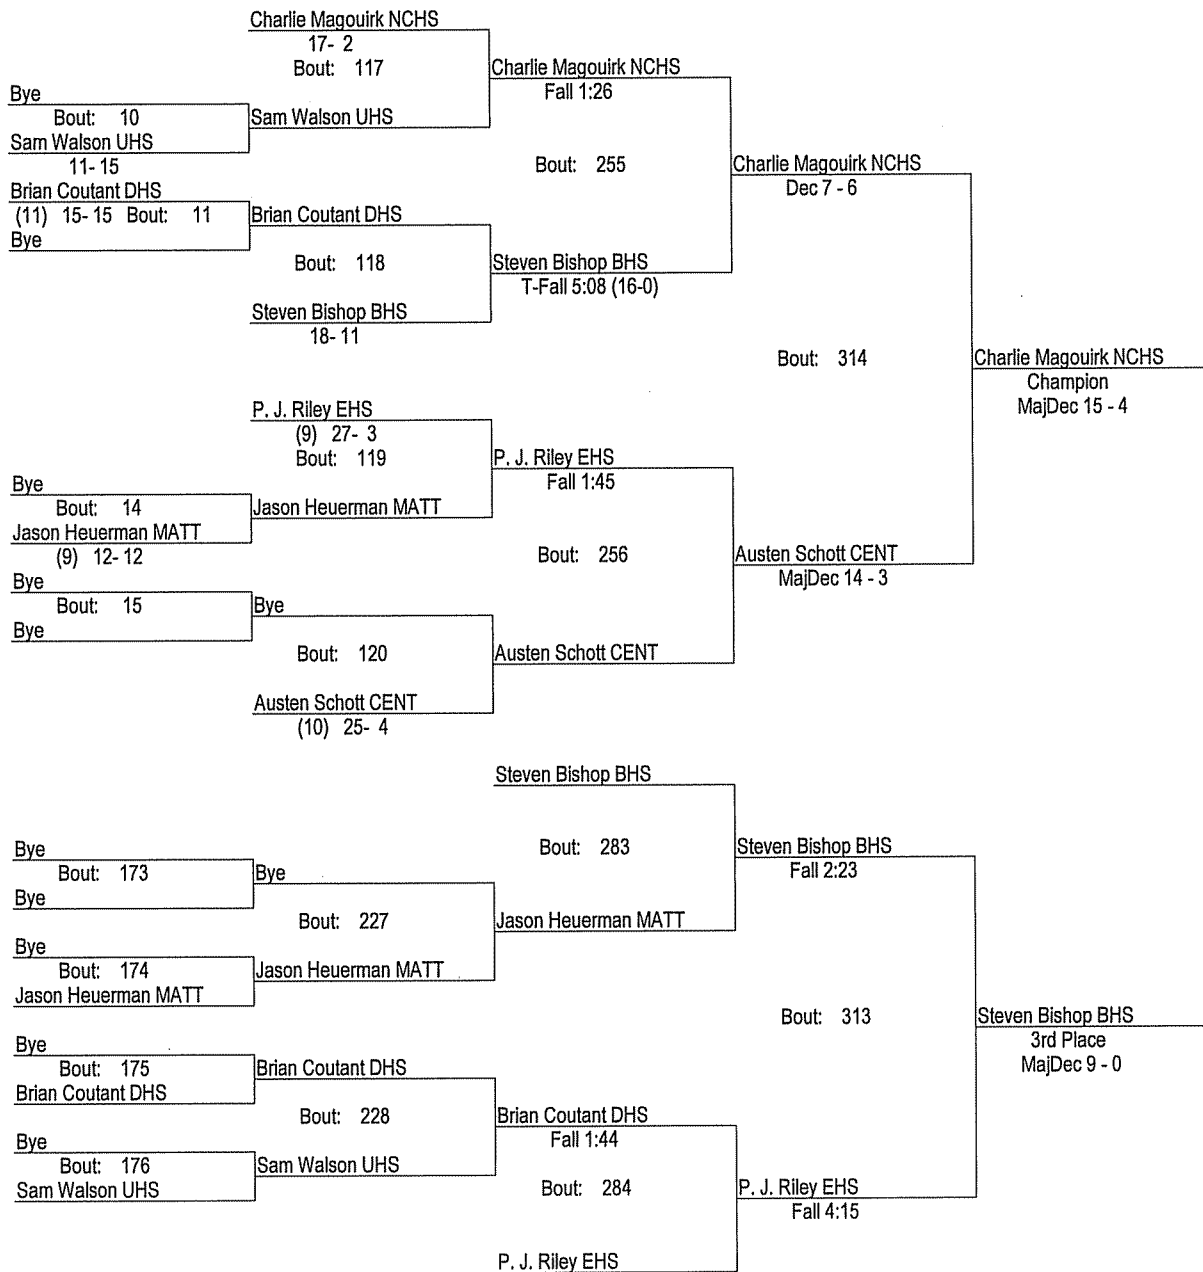 Charlie Magouirk NCHS
17- 2
Bout: 117
Charlie Magouirk NCHS
Fall 1:26
Bye
Bout: 10
Sam Walson UHS
Sam Walson UHS
11- 15
Bout: 255
Charlie Magouirk NCHS
Dec 7 - 6
Brian Coutant DHS
(11) 15- 15 Bout: 11
Brian Coutant DHS
Bye
Bout: 118
Steven Bishop BHS
T-Fall 5:08 (16-0)
Steven Bishop BHS
18- 11
Bout: 314
Charlie Magouirk NCHS
Champion
MajDec 15 - 4
P. J. Riley EHS
(9) 27- 3
Bout: 119
P. J. Riley EHS
Fall 1:45
Bye
Bout: 14
Jason Heuerman MATT
Jason Heuerman MATT
(9) 12- 12
Bout: 256
Austen Schott CENT
MajDec 14 - 3
Bye
Bout: 15
Bye
Bye
Bout: 120
Austen Schott CENT
Austen Schott CENT
(10) 25- 4
Steven Bishop BHS
Bout: 283
Steven Bishop BHS
Fall 2:23
Bye
Bout: 173
Bye
Bye
Bout: 227
Jason Heuerman MATT
Bye
Bout: 174
Jason Heuerman MATT
Jason Heuerman MATT
Bout: 313
Steven Bishop BHS
3rd Place
MajDec 9 - 0
Bye
Bout: 175
Brian Coutant DHS
Brian Coutant DHS
Bout: 228
Brian Coutant DHS
Fall 1:44
Bye
Bout: 176
Sam Walson UHS
Sam Walson UHS
Bout: 284
P. J. Riley EHS
Fall 4:15
P. J. Riley EHS